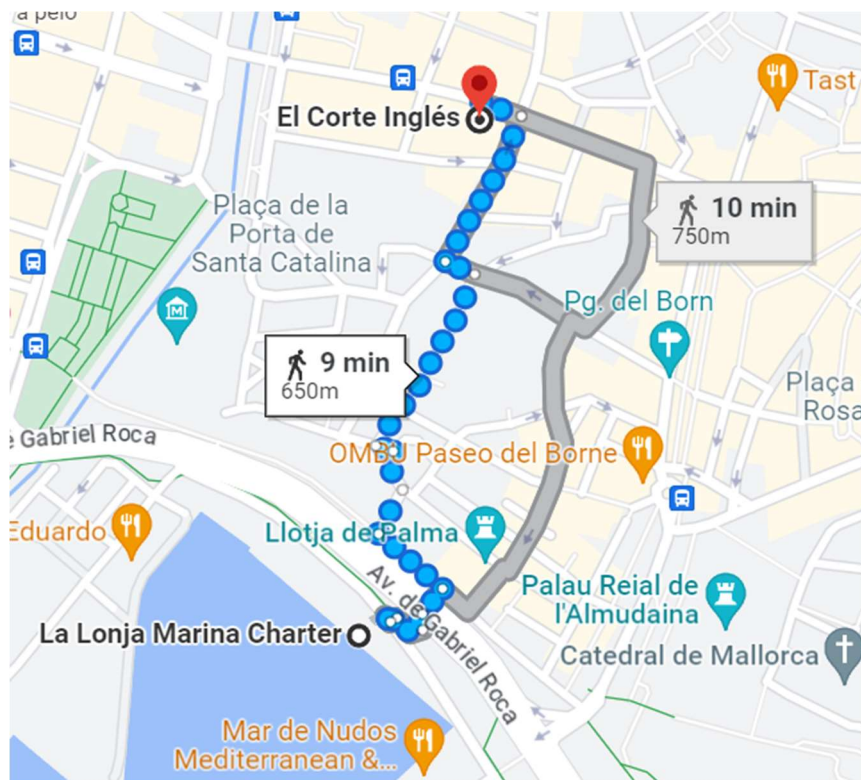 a pelo
Tast
El Corte Inglés
10 min
750m
Plaça de la
Porta de
Santa Catalina
Pg. del Born
9 min
650m
Plaça
Rosa
e Gabriel Roca
OMBU Paseo del Borne
Eduardo
Llotja de Palma
Av. de Gabriel Roca
Palau Reial de
l'Almudaina
La Lonja Marina Charter
Catedral de Mallorca
Mar de Nudos
Mediterranean &...